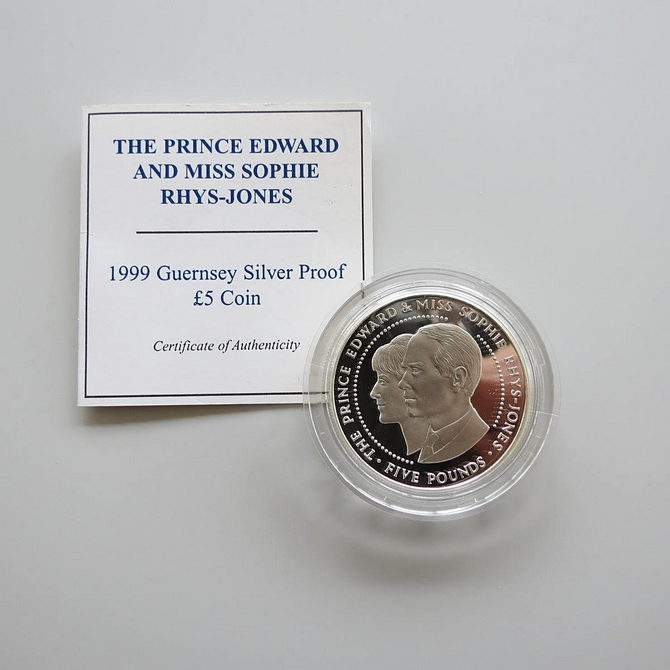 THE PRINCE EDWARD
AND MISS SOPHIE
RHYS-JONES
1999 Guernsey Silver Proof
£5 Coin
Certificate of Authenticity
· THE PRINCE EDWARD & MISS SOPHIE RHYS-JONES ·
FIVE POUNDS